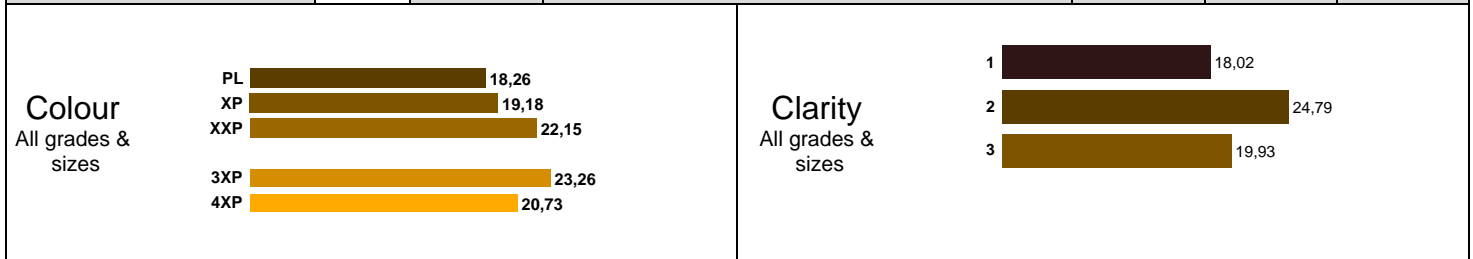 Colour
All grades &
sizes
PL 18,26
XP 19,18
XXP 22,15
3XP 23,26
4XP 20,73
Clarity
All grades &
sizes
1 18,02
2 24,79
3 19,93